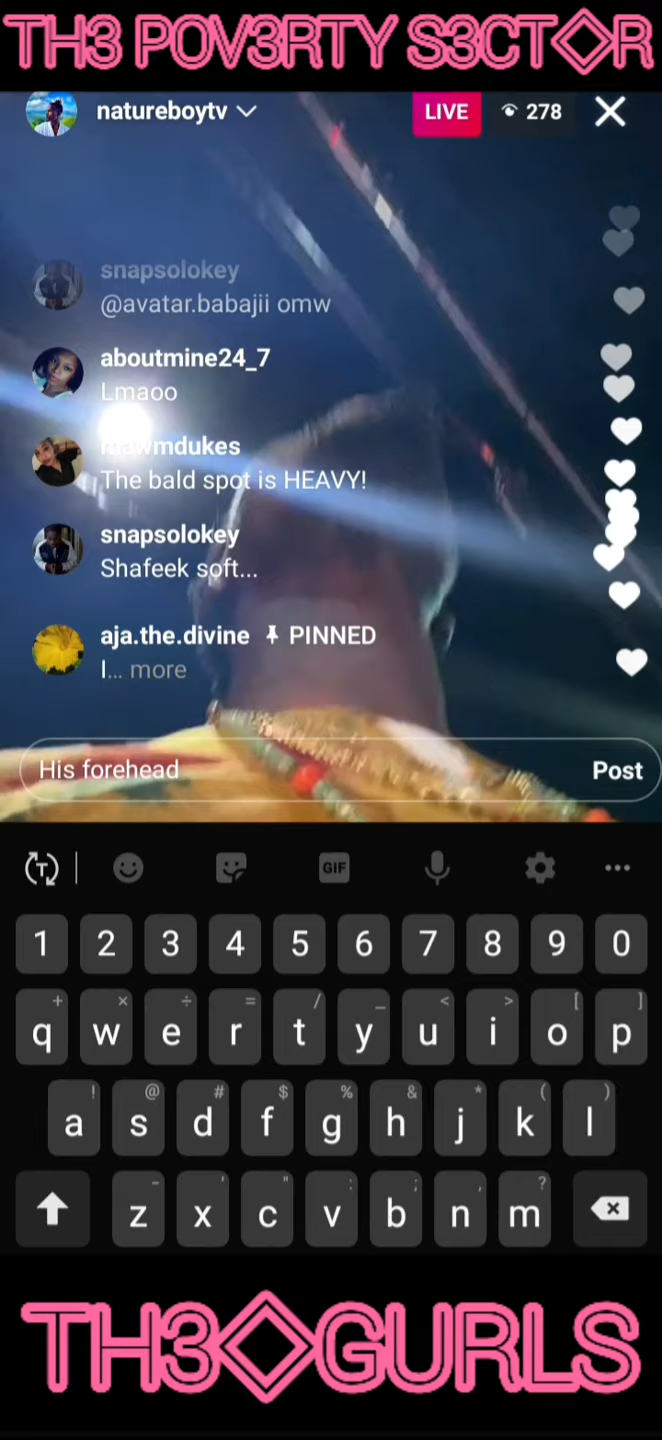 TH3 POV3RTY S3CT◇R
natureboytv
LIVE
278
snapsolokey
@avatar.babajii omw
aboutmine24_7
Lmaoo
mawmdukes
The bald spot is HEAVY!
snapsolokey
Shafeek soft...
aja.the.divine PINNED
I... more
His forehead
Post
T
GIF
1 2 3 4 5 6 7 8 9 0
+ × ÷ = / _ < > [ ]
q w e r t y u i o p
! @ # $ % & * ( )
a s d f g h j k l
- ' " : ; , ?
z x c v b n m
TH3◇GURLS